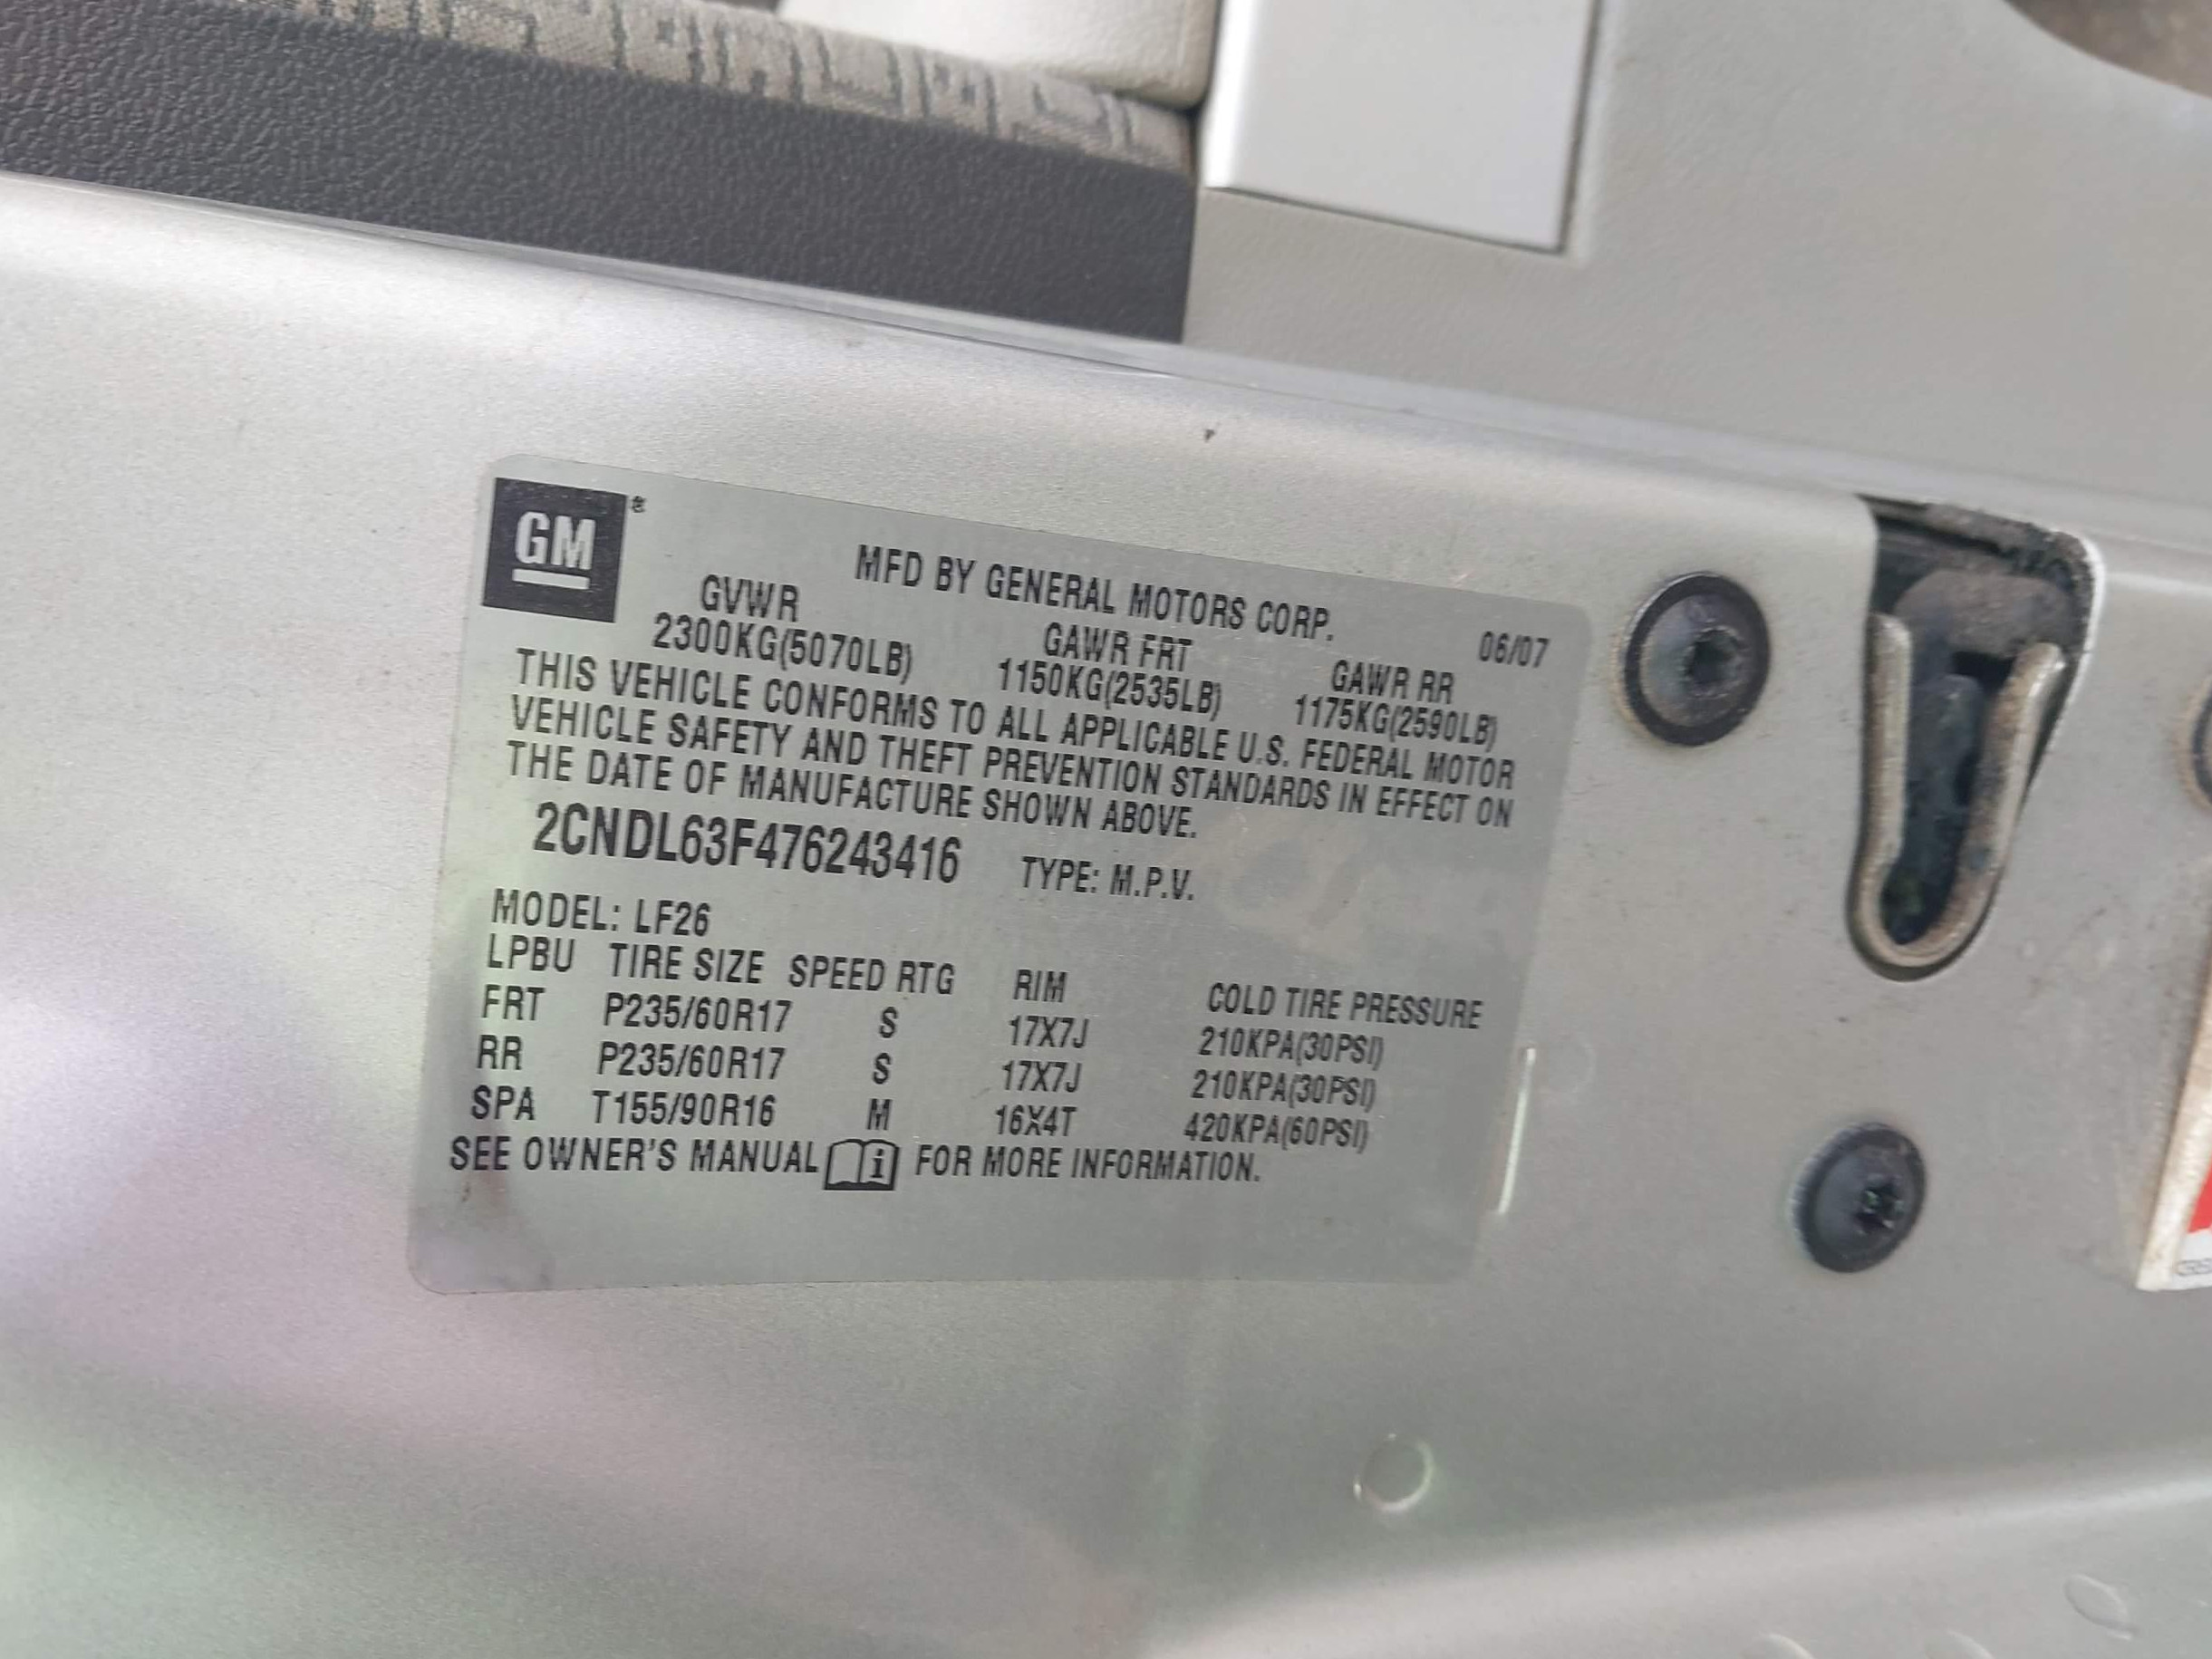 GM ®
MFD BY GENERAL MOTORS CORP. 06/07
GVWR GAWR FRT GAWR RR
2300KG(5070LB) 1150KG(2535LB) 1175KG(2590LB)
THIS VEHICLE CONFORMS TO ALL APPLICABLE U.S. FEDERAL MOTOR
VEHICLE SAFETY AND THEFT PREVENTION STANDARDS IN EFFECT ON
THE DATE OF MANUFACTURE SHOWN ABOVE.
2CNDL63F476243416 TYPE: M.P.V.
MODEL: LF26
LPBU TIRE SIZE SPEED RTG RIM COLD TIRE PRESSURE
FRT P235/60R17 S 17X7J 210KPA(30PSI)
RR P235/60R17 S 17X7J 210KPA(30PSI)
SPA T155/90R16 M 16X4T 420KPA(60PSI)
SEE OWNER'S MANUAL i FOR MORE INFORMATION.